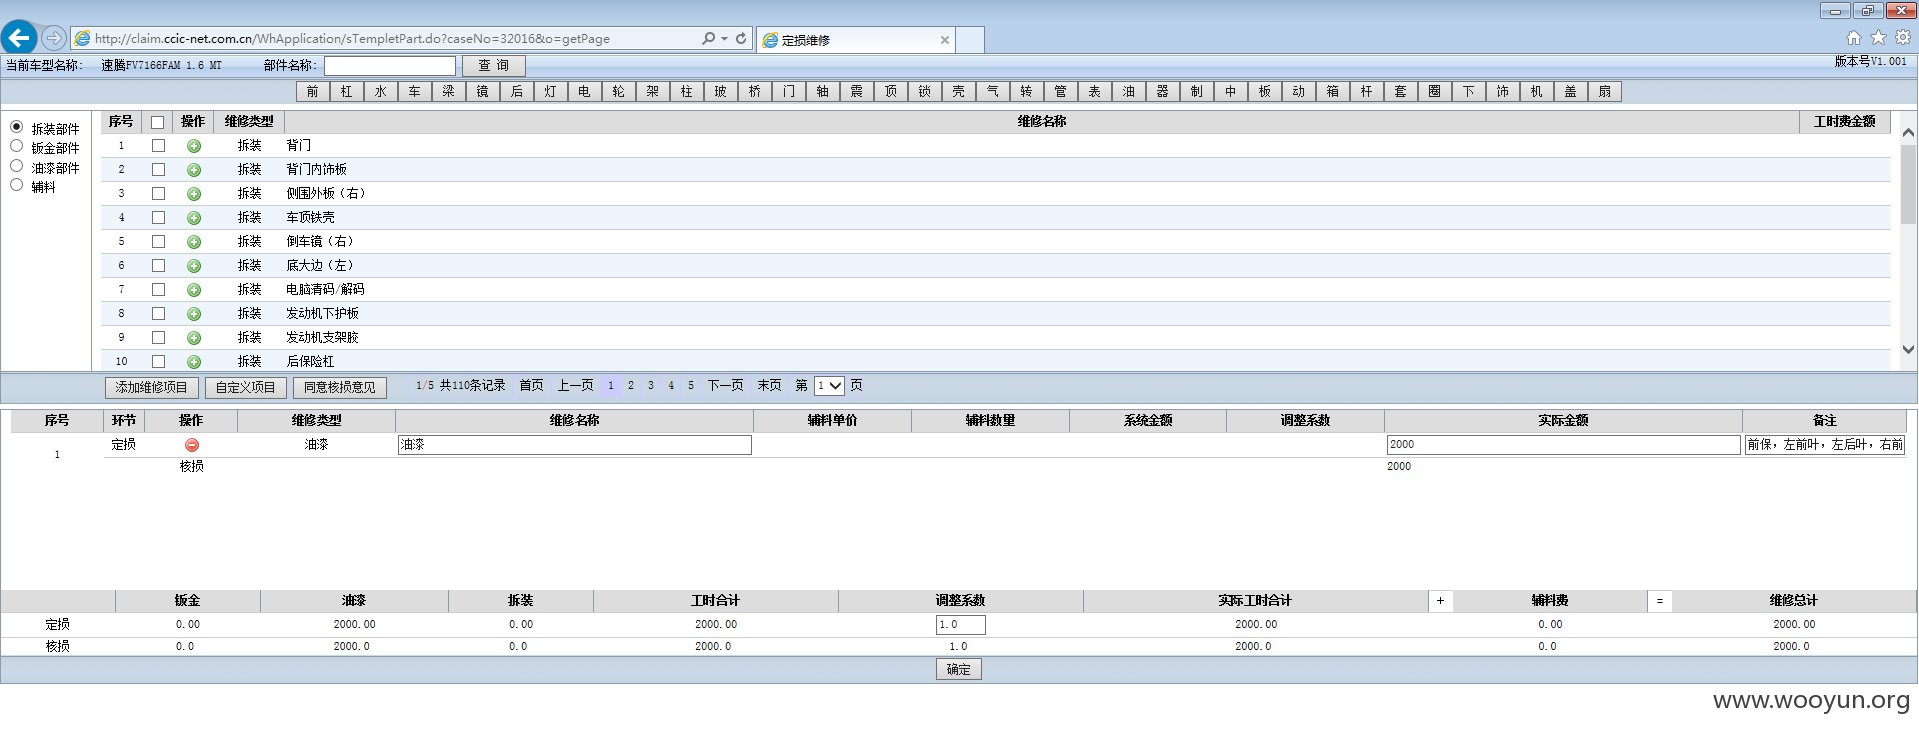 http://claim.ccic-net.com.cn/WhApplication/sTempletPart.do?caseNo=32016&o=getPage 定损维修
当前车型名称: 速腾FV7166FAM 1.6 MT 部件名称: 查 询 版本号V1.001
前 杠 水 车 梁 镜 后 灯 电 轮 架 柱 玻 桥 门 轴 震 顶 锁 壳 气 转 管 表 油 器 制 中 板 动 箱 杆 套 圈 下 饰 机 盖 扇
拆装部件
钣金部件
油漆部件
辅料
序号 操作 维修类型 维修名称 工时费金额
1 拆装 背门
2 拆装 背门内饰板
3 拆装 侧围外板（右）
4 拆装 车顶铁壳
5 拆装 倒车镜（右）
6 拆装 底大边（左）
7 拆装 电脑清码/解码
8 拆装 发动机下护板
9 拆装 发动机支架胶
10 拆装 后保险杠
添加维修项目 自定义项目 同意核损意见 1/5 共110条记录 首页 上一页 1 2 3 4 5 下一页 末页 第 1 页
序号 环节 操作 维修类型 维修名称 辅料单价 辅料数量 系统金额 调整系数 实际金额 备注
1 定损 油漆 油漆 2000 前保，左前叶，左后叶，右前
核损 2000
钣金 油漆 拆装 工时合计 调整系数 实际工时合计 + 辅料费 = 维修总计
定损 0.00 2000.00 0.00 2000.00 1.0 2000.00 0.00 2000.00
核损 0.0 2000.0 0.0 2000.0 1.0 2000.0 0.0 2000.0
确定
www.wooyun.org